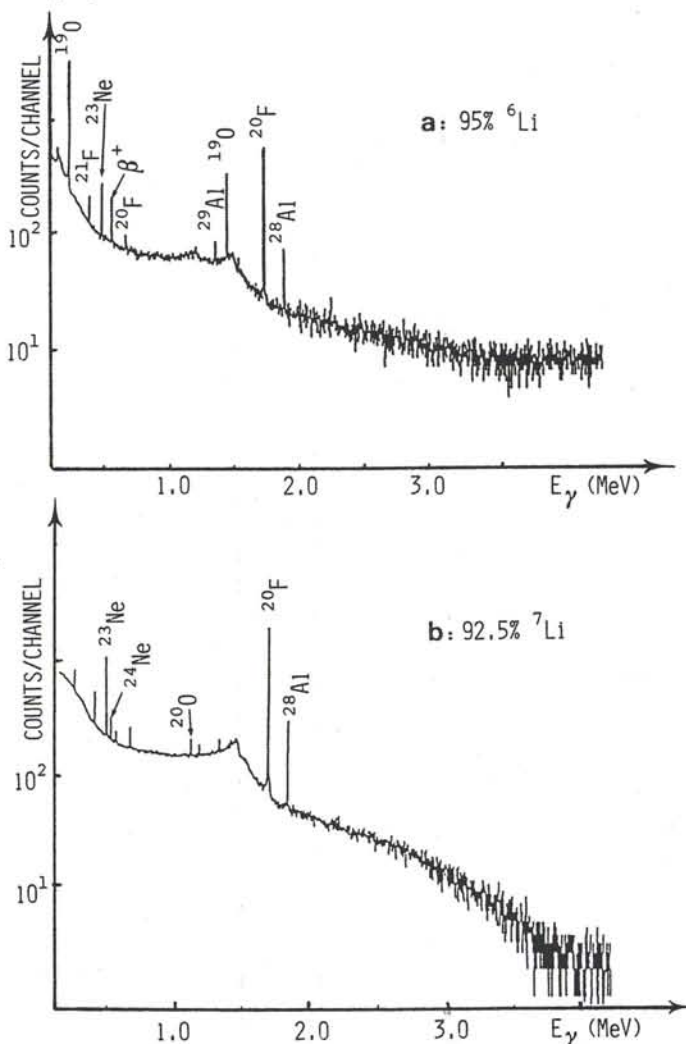 ¹⁹O
²¹F
²³Ne
β⁺
²⁰F
²⁹Al
¹⁹O
²⁰F
²⁸Al
a: 95% ⁶Li
COUNTS/CHANNEL
10²
10¹
1.0 2.0 3.0 Eγ (MeV)
²³Ne
²⁴Ne
²⁰O
²⁰F
²⁸Al
b: 92.5% ⁷Li
COUNTS/CHANNEL
10²
10¹
1.0 2.0 3.0 Eγ (MeV)